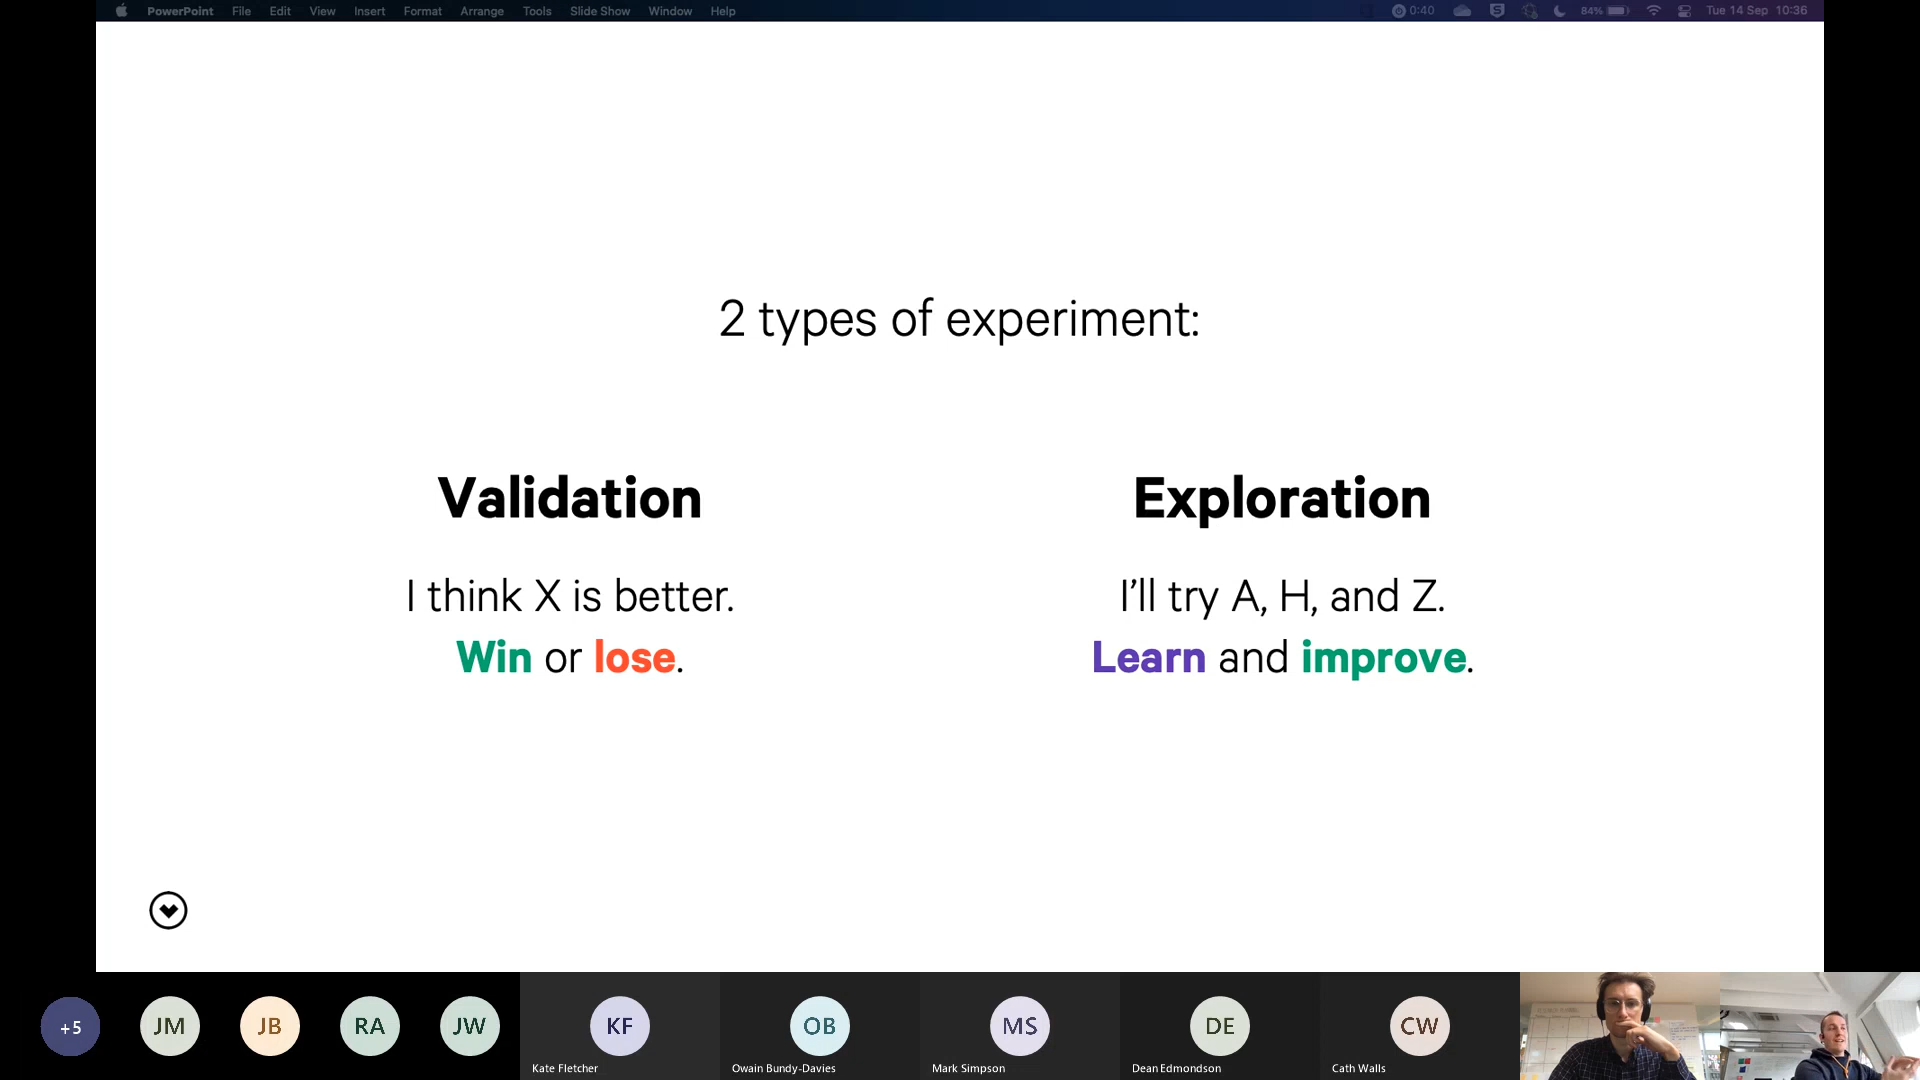 PowerPoint File Edit View Insert Format Arrange Tools Slide Show Window Help 0:40 84% Tue 14 Sep 10:36
2 types of experiment:
Validation
I think X is better.
Win or lose.
Exploration
I’ll try A, H, and Z.
Learn and improve.
+5 JM JB RA JW KF OB MS DE CW
Kate Fletcher Owain Bundy-Davies Mark Simpson Dean Edmondson Cath Walls